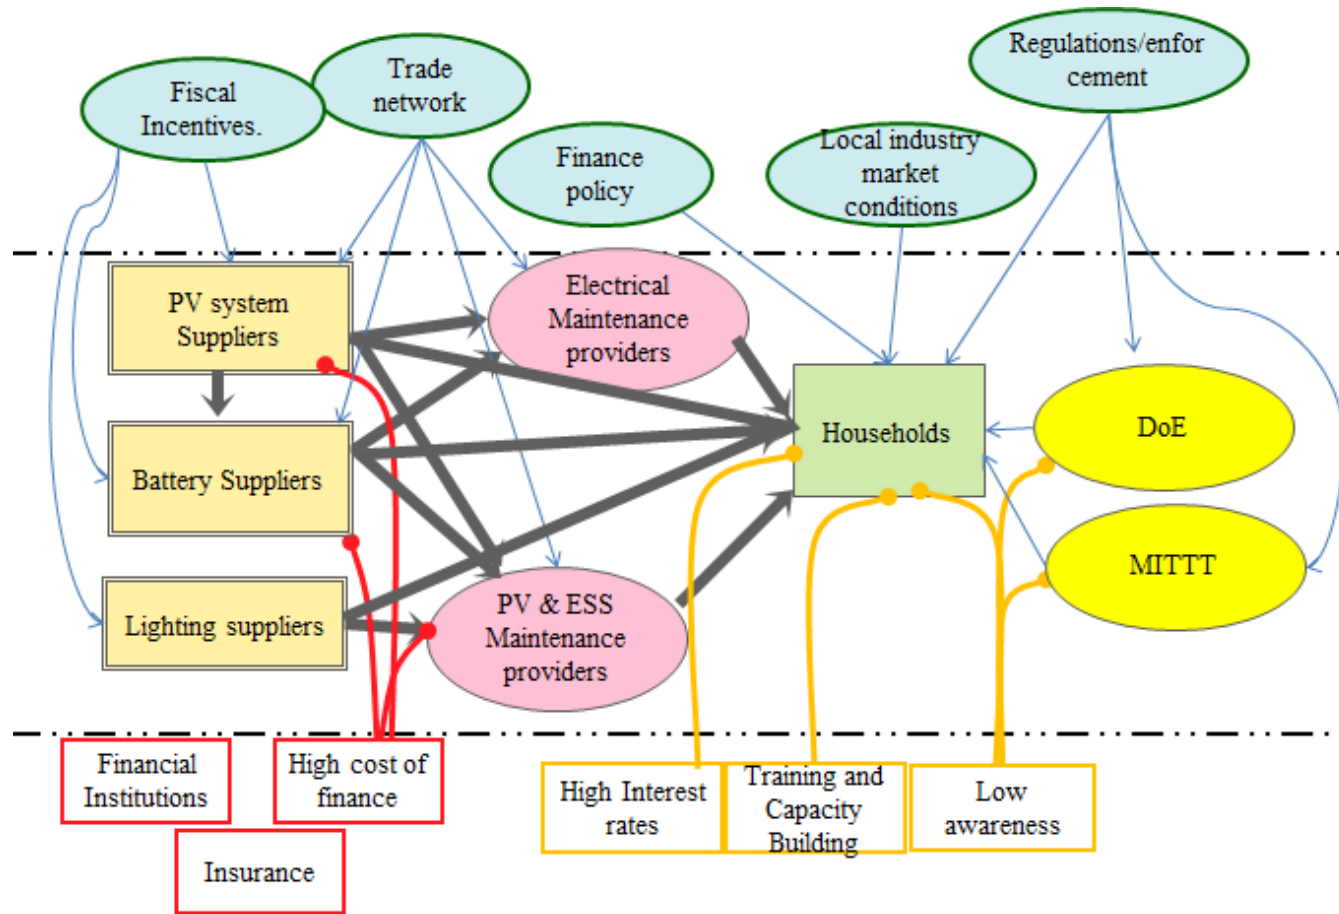 Fiscal
Incentives.
Trade
network
Finance
policy
Local industry
market
conditions
Regulations/enfor
cement
PV system
Suppliers
Battery Suppliers
Lighting suppliers
Electrical
Maintenance
providers
PV & ESS
Maintenance
providers
Households
DoE
MITTT
Financial
Institutions
High cost of
finance
Insurance
High Interest
rates
Training and
Capacity
Building
Low
awareness